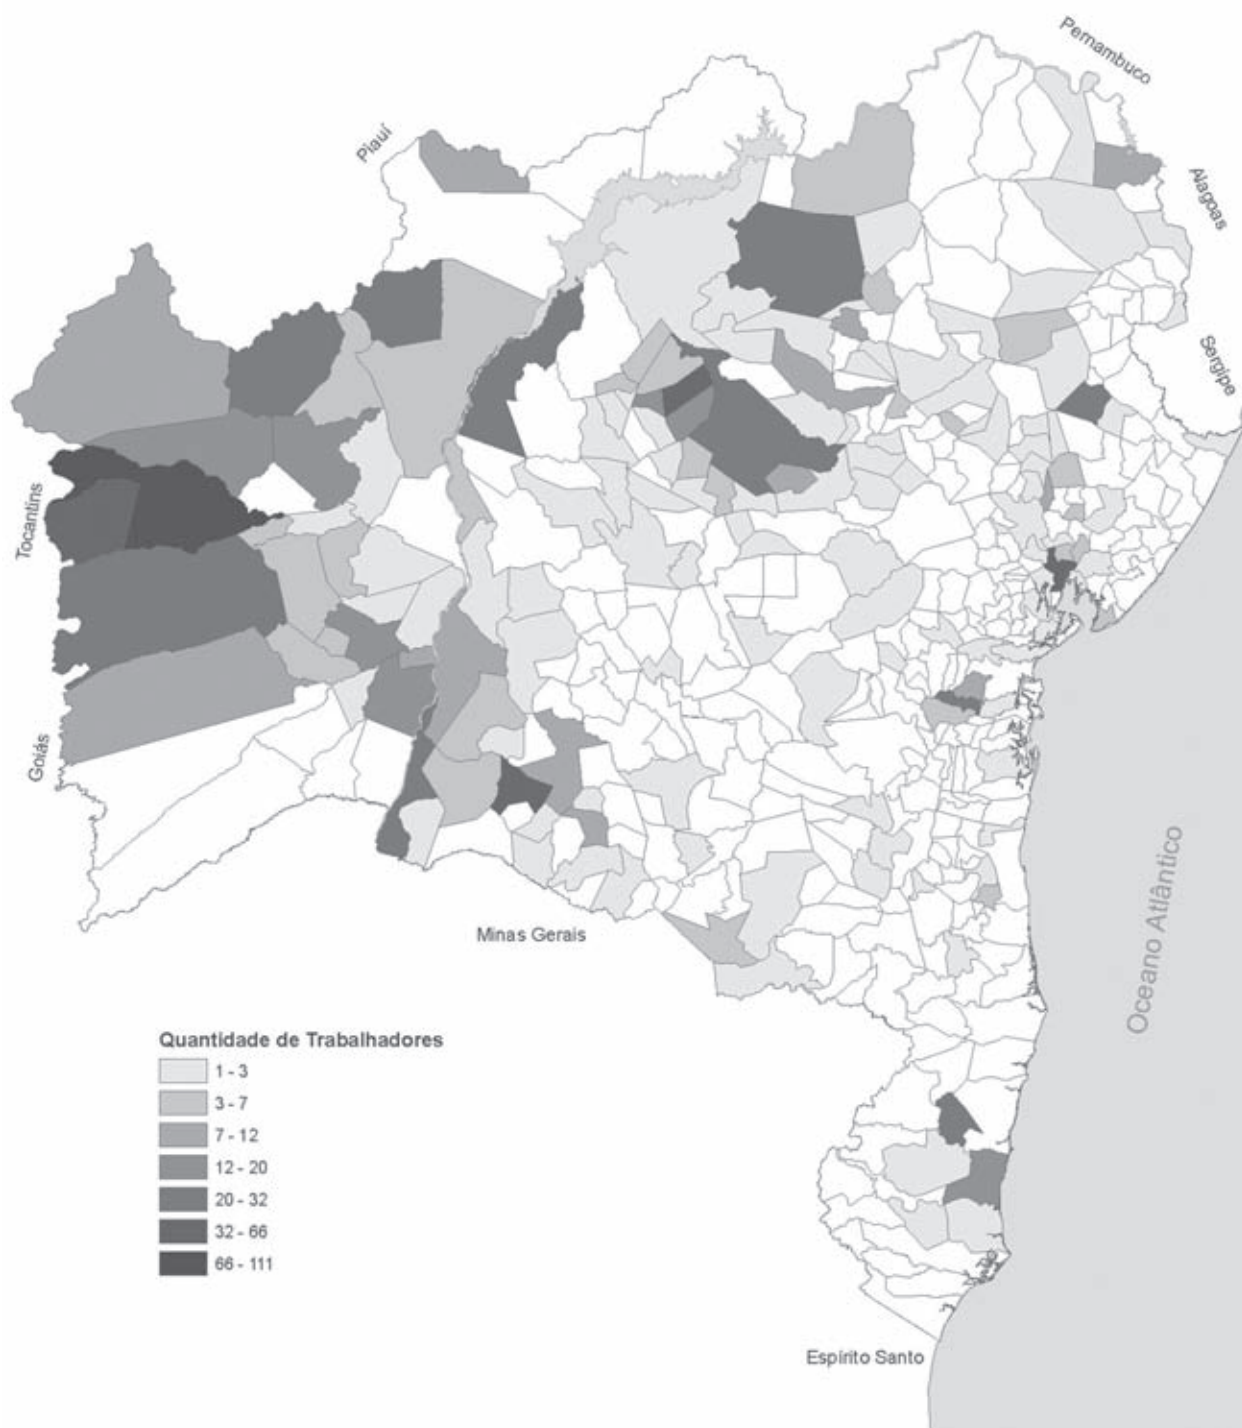 Pernambuco
Piauí
Alagoas
Sergipe
Tocantins
Goiás
Oceano Atlântico
Minas Gerais
Quantidade de Trabalhadores
1 - 3
3 - 7
7 - 12
12 - 20
20 - 32
32 - 66
66 - 111
Espírito Santo